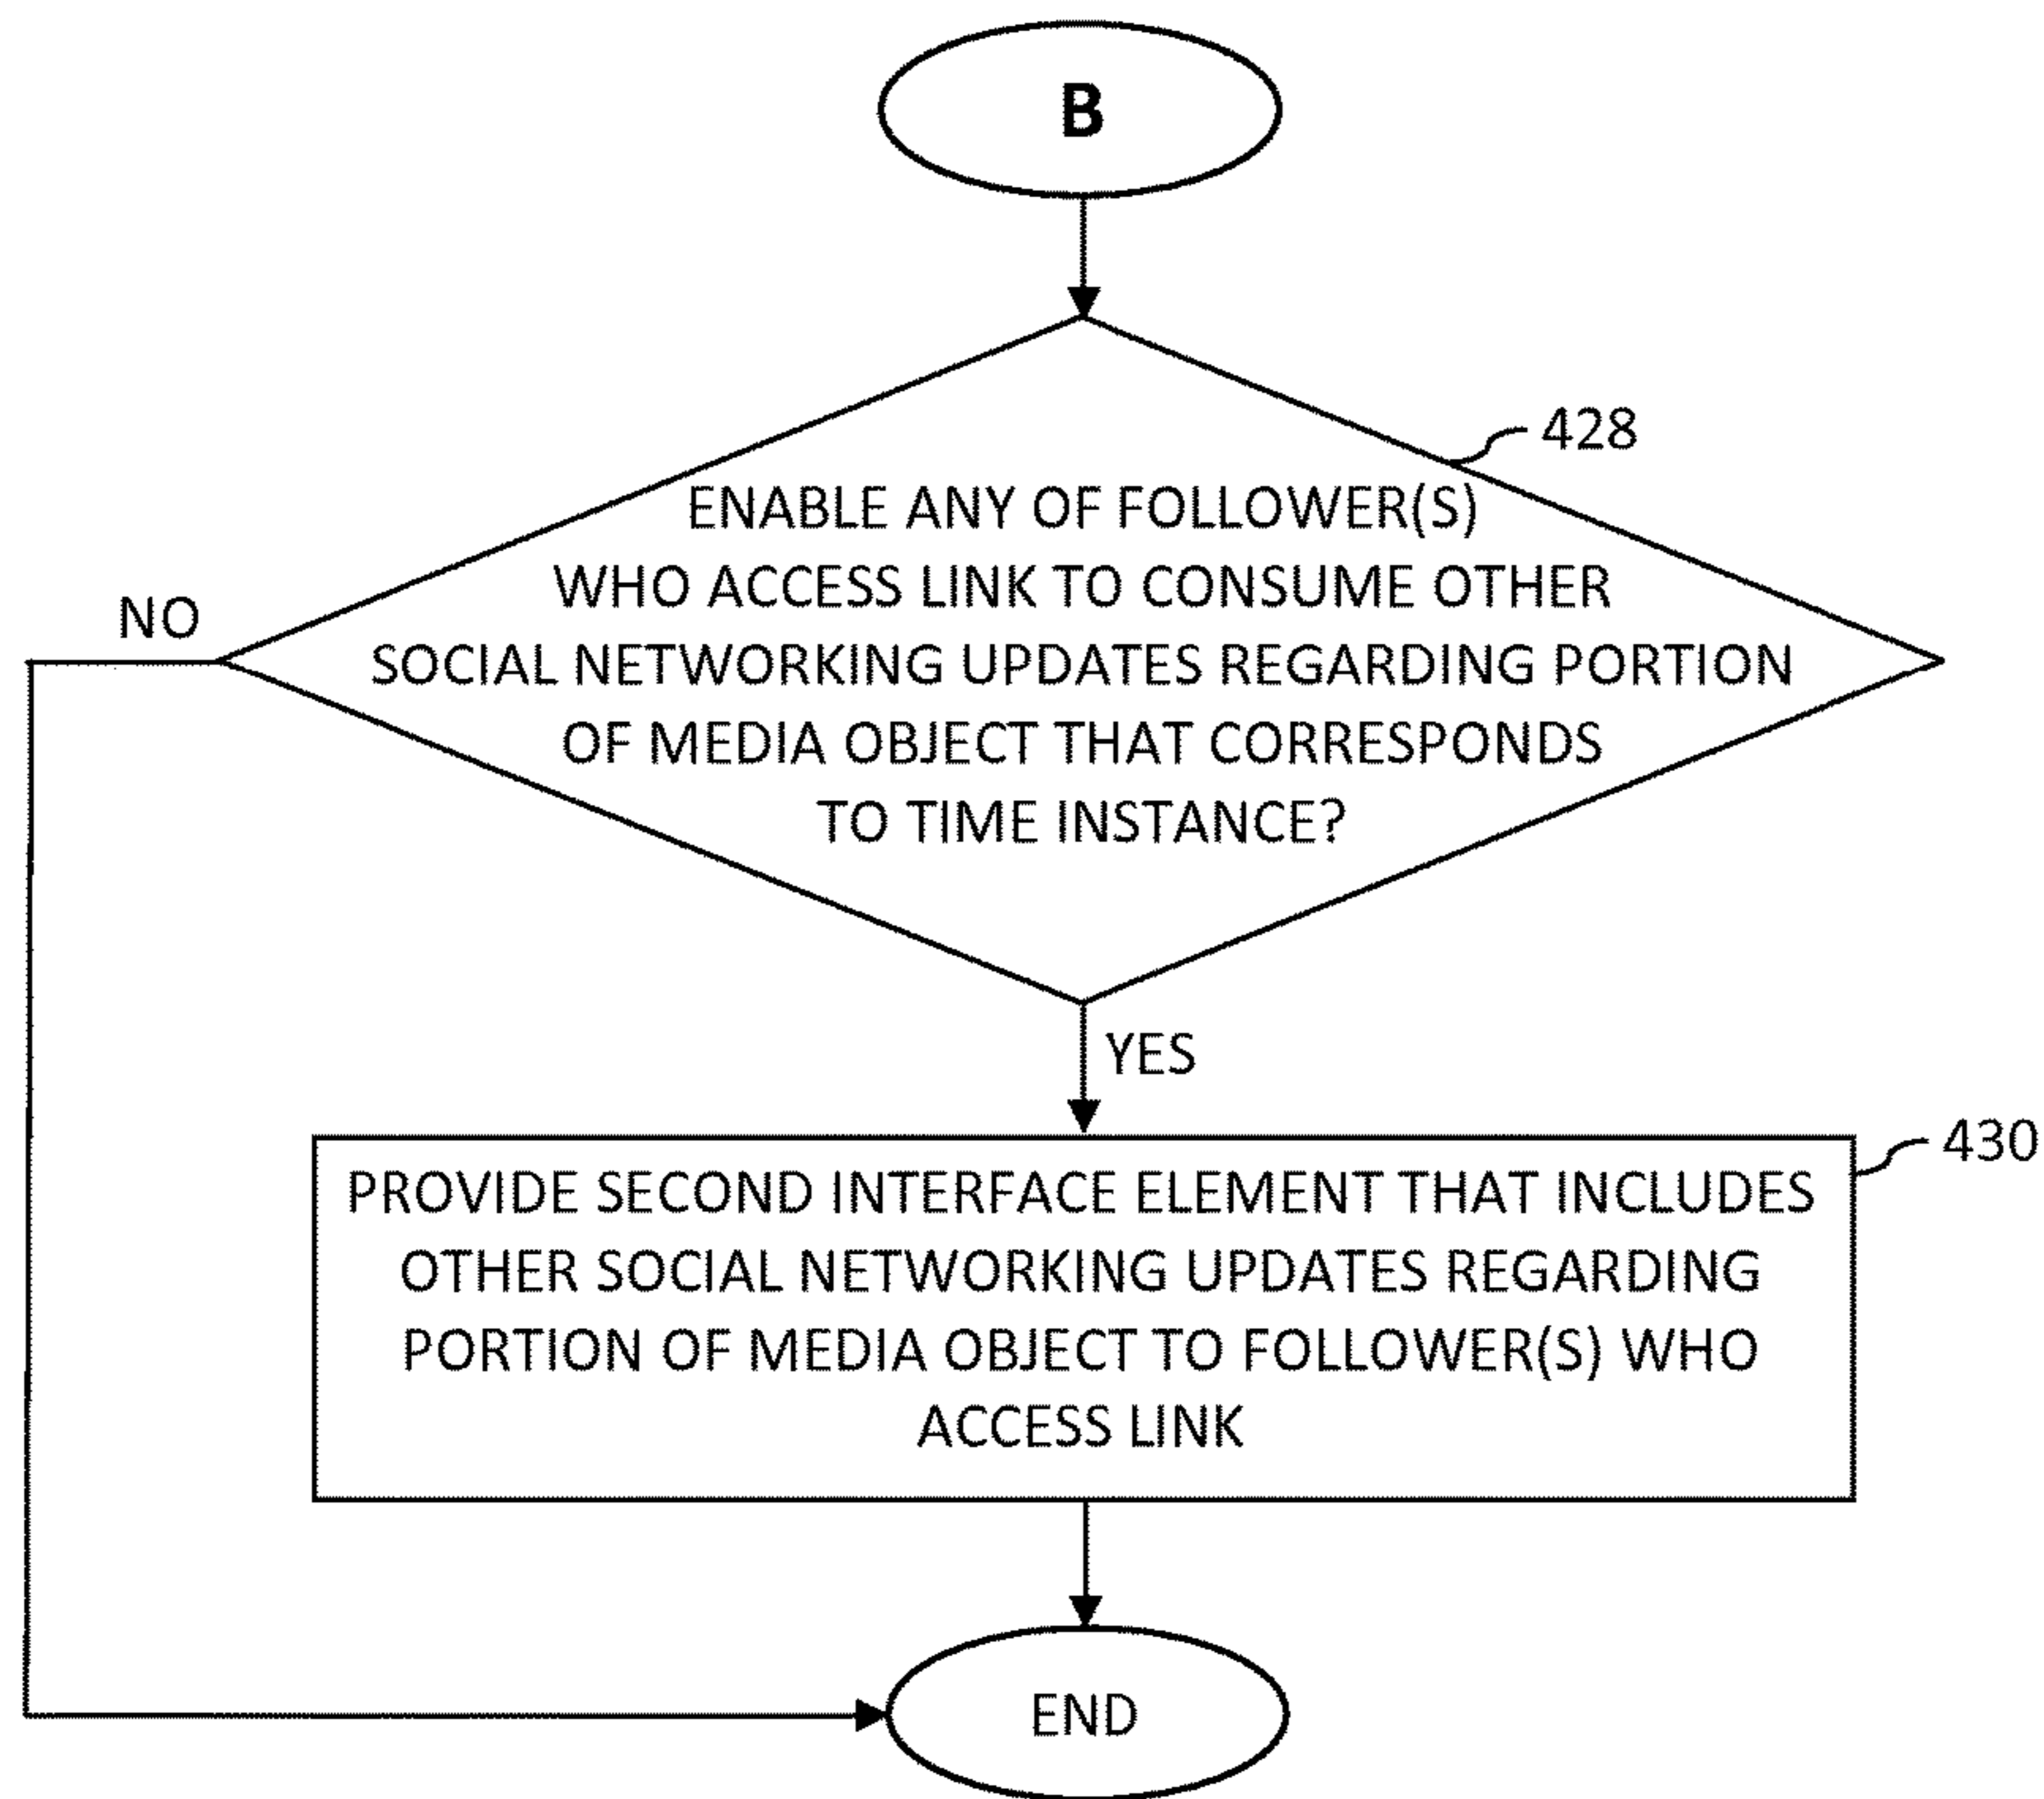 B
428
ENABLE ANY OF FOLLOWER(S)
WHO ACCESS LINK TO CONSUME OTHER
SOCIAL NETWORKING UPDATES REGARDING PORTION
OF MEDIA OBJECT THAT CORRESPONDS
TO TIME INSTANCE?
NO
YES
430
PROVIDE SECOND INTERFACE ELEMENT THAT INCLUDES
OTHER SOCIAL NETWORKING UPDATES REGARDING
PORTION OF MEDIA OBJECT TO FOLLOWER(S) WHO
ACCESS LINK
END